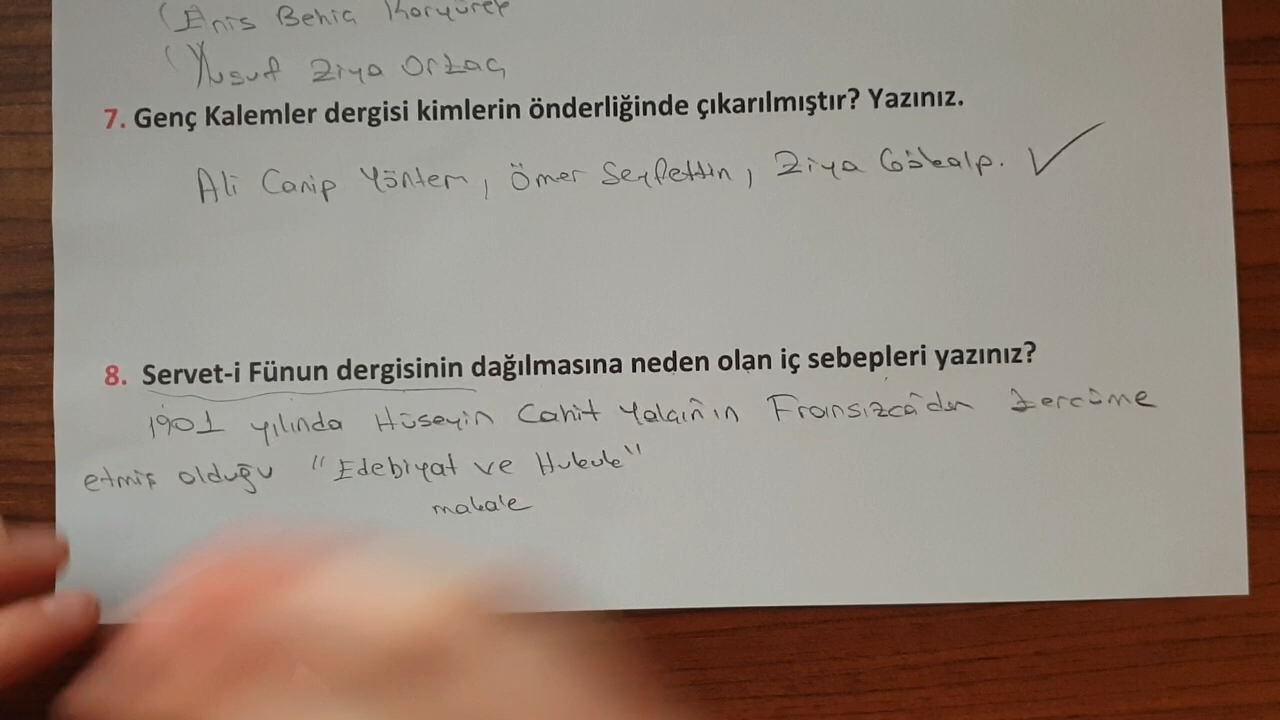 (Enis Behiç Koryürek
(Yusuf Ziya Ortaç
7. Genç Kalemler dergisi kimlerin önderliğinde çıkarılmıştır? Yazınız.
Ali Canip Yöntem, Ömer Seyfettin, Ziya Gökalp. ✓
8. Servet-i Fünun dergisinin dağılmasına neden olan iç sebepleri yazınız?
1901 yılında Hüseyin Cahit Yalçın'ın Fransızca'dan tercüme
etmiş olduğu "Edebiyat ve Hukuk"
makale